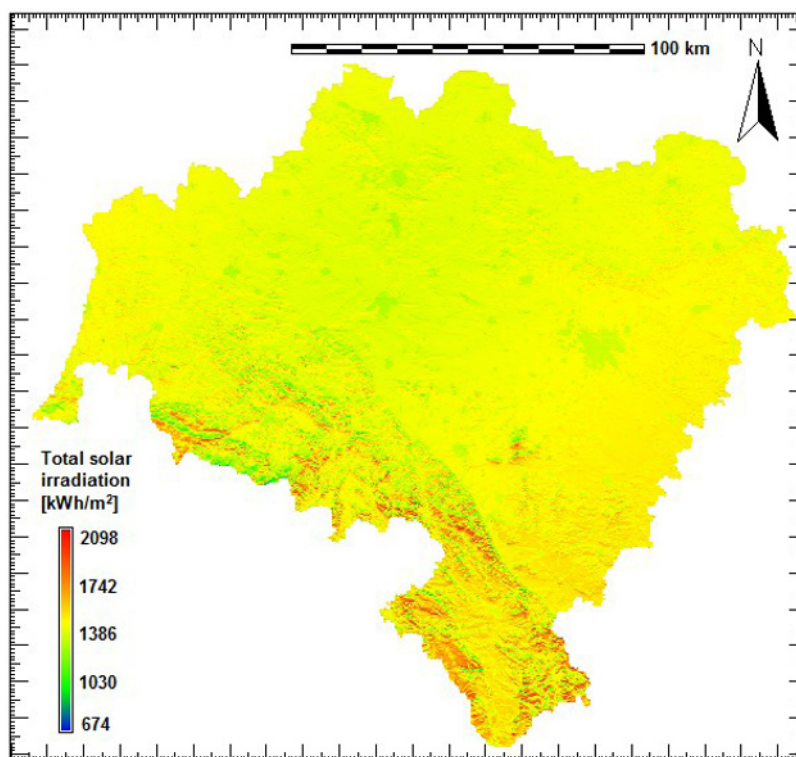 100 km
N
Total solar
irradiation
[kWh/m²]
2098
1742
1386
1030
674